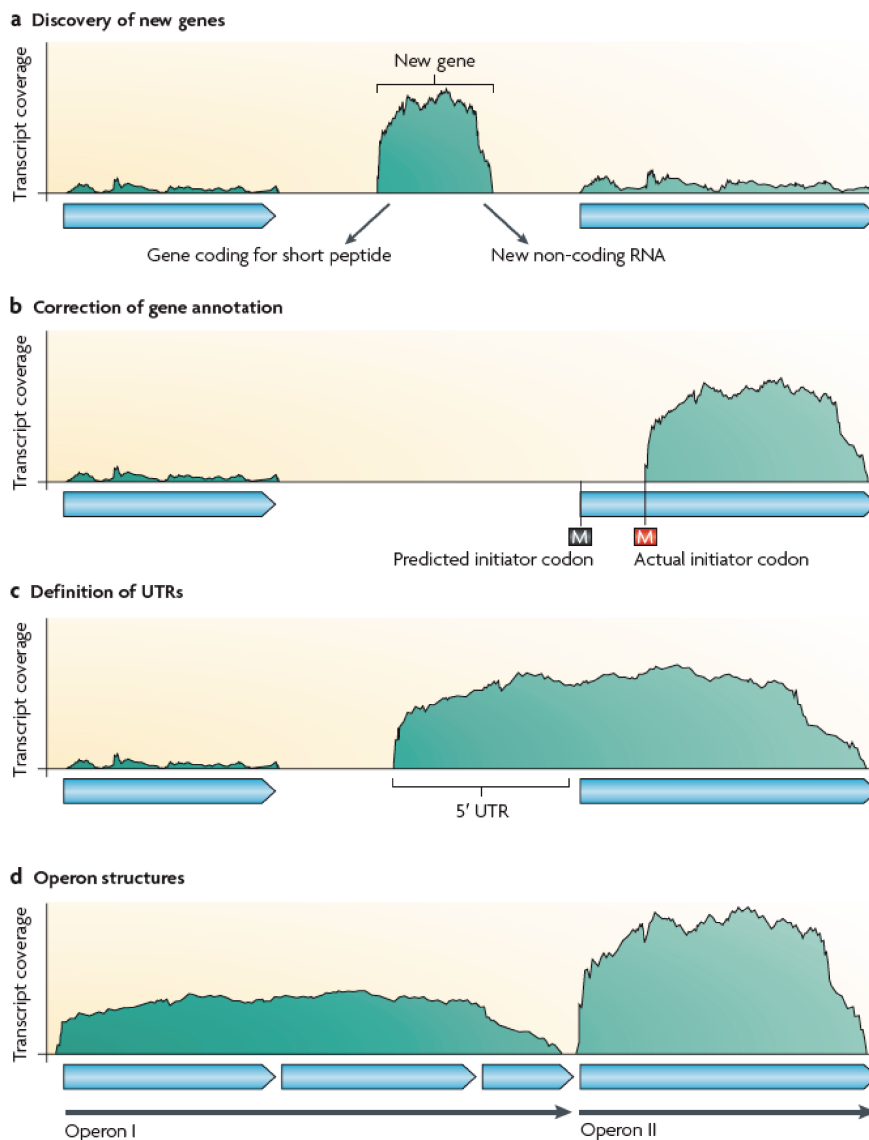 a Discovery of new genes
Transcript coverage
New gene
Gene coding for short peptide
New non-coding RNA
b Correction of gene annotation
Transcript coverage
M
M
Predicted initiator codon
Actual initiator codon
c Definition of UTRs
Transcript coverage
5′ UTR
d Operon structures
Transcript coverage
Operon I
Operon II